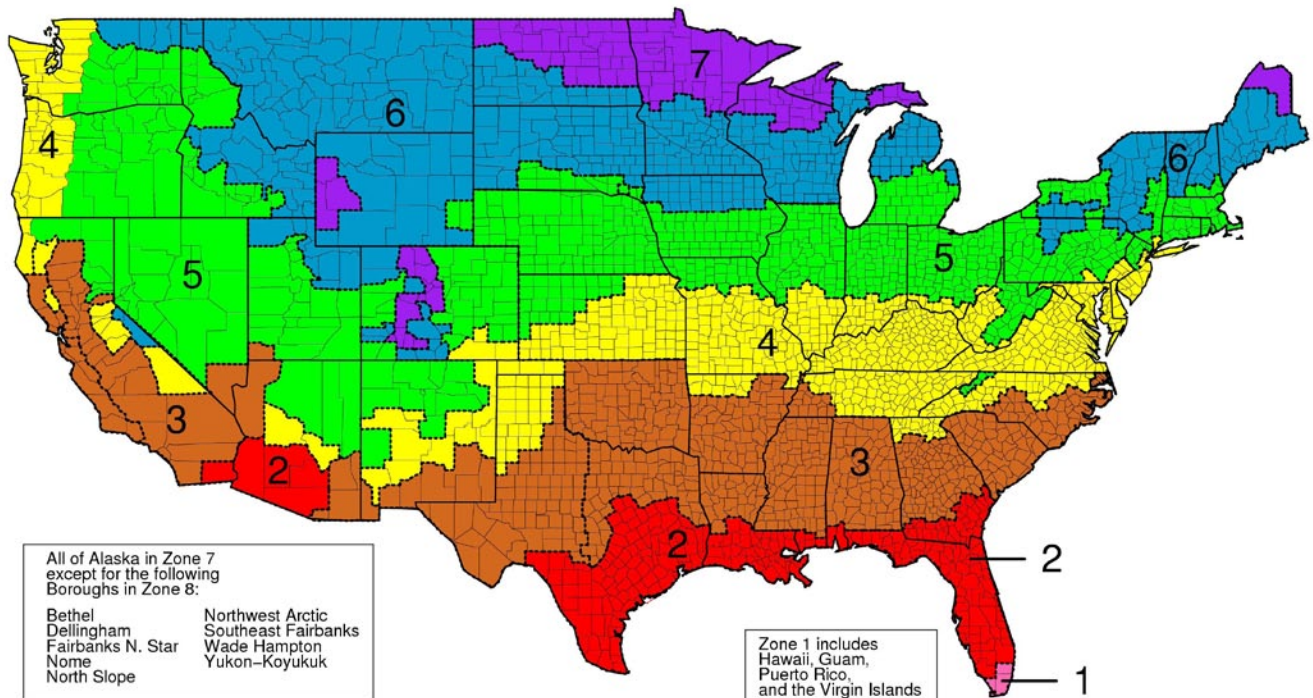 7
6
4
6
5
5
4
3
3
2
2
2
1
All of Alaska in Zone 7
except for the following
Boroughs in Zone 8:
Bethel Northwest Arctic
Dellingham Southeast Fairbanks
Fairbanks N. Star Wade Hampton
Nome Yukon-Koyukuk
North Slope
Zone 1 includes
Hawaii, Guam,
Puerto Rico,
and the Virgin Islands